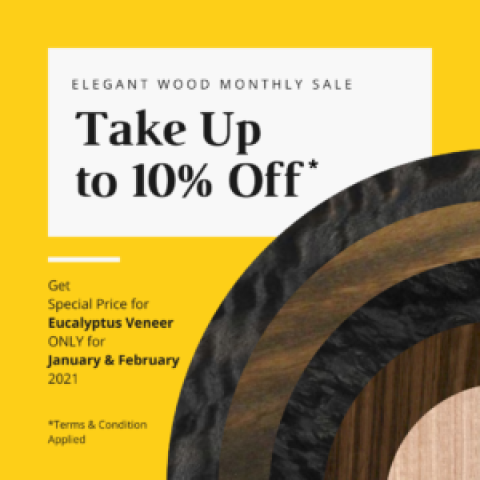 ELEGANT WOOD MONTHLY SALE
Take Up
to 10% Off*
Get
Special Price for
Eucalyptus Veneer
ONLY for
January & February
2021
*Terms & Condition
Applied